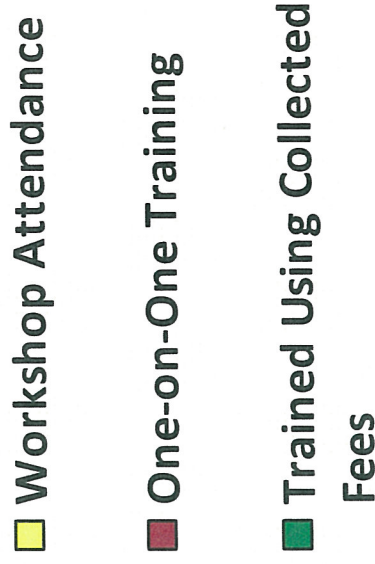 Workshop Attendance
One-on-One Training
Trained Using Collected
Fees